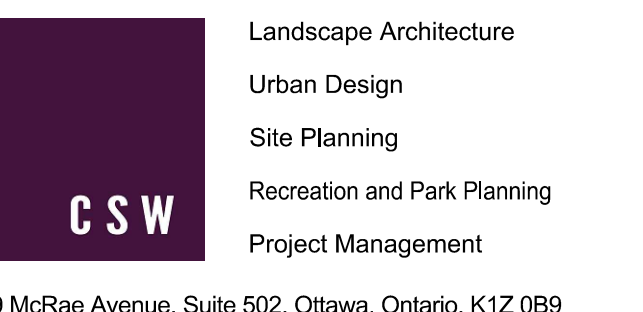 Landscape Architecture
Urban Design
Site Planning
Recreation and Park Planning
CSW
Project Management
McRae Avenue, Suite 502, Ottawa, Ontario, K1Z 0B9